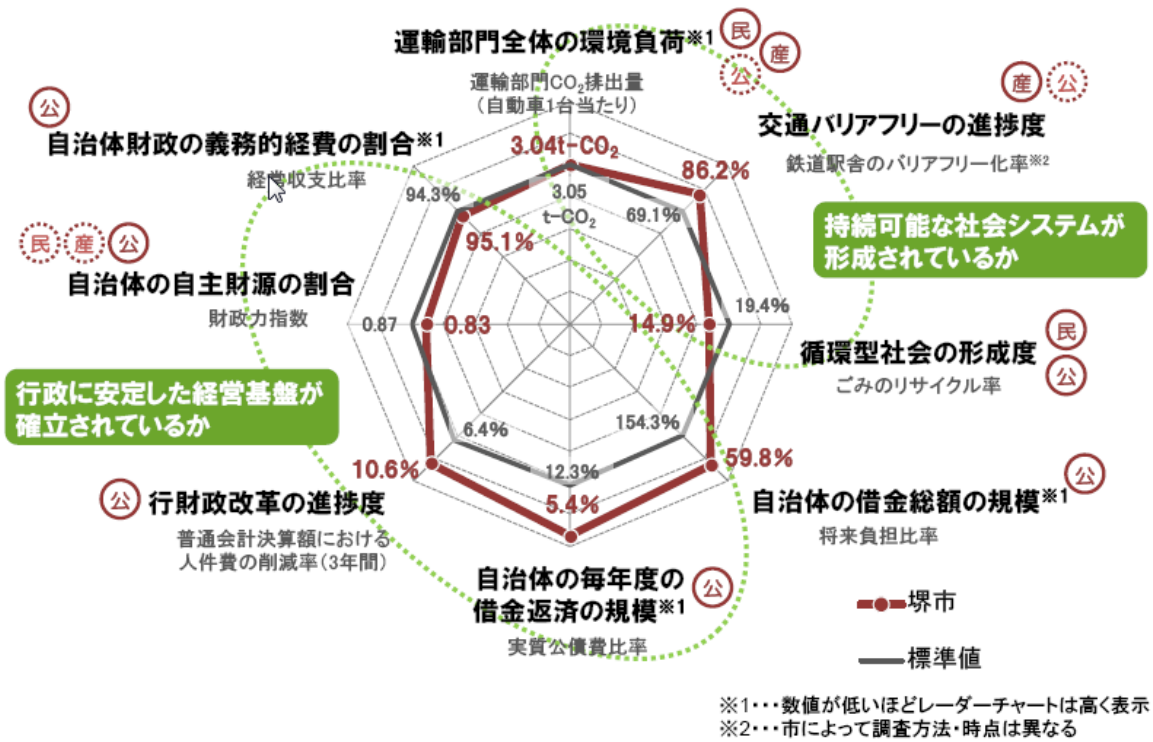 運輸部門全体の環境負荷※1
民
産
公
運輸部門CO₂排出量
（自動車1台当たり）
産
公
交通バリアフリーの進捗度
鉄道駅舎のバリアフリー化率※2
公
自治体財政の義務的経費の割合※1
経常収支比率
3.04t-CO₂
3.05
t-CO₂
86.2%
69.1%
94.3%
95.1%
持続可能な社会システムが
形成されているか
民
産
公
自治体の自主財源の割合
財政力指数
0.87
0.83
14.9%
19.4%
循環型社会の形成度
ごみのリサイクル率
民
公
行政に安定した経営基盤が
確立されているか
6.4%
10.6%
154.3%
59.8%
12.3%
5.4%
公
行財政改革の進捗度
普通会計決算額における
人件費の削減率（3年間）
公
自治体の借金総額の規模※1
将来負担比率
自治体の毎年度の
借金返済の規模※1
公
実質公債費比率
堺市
標準値
※1･･･数値が低いほどレーダーチャートは高く表示
※2･･･市によって調査方法･時点は異なる